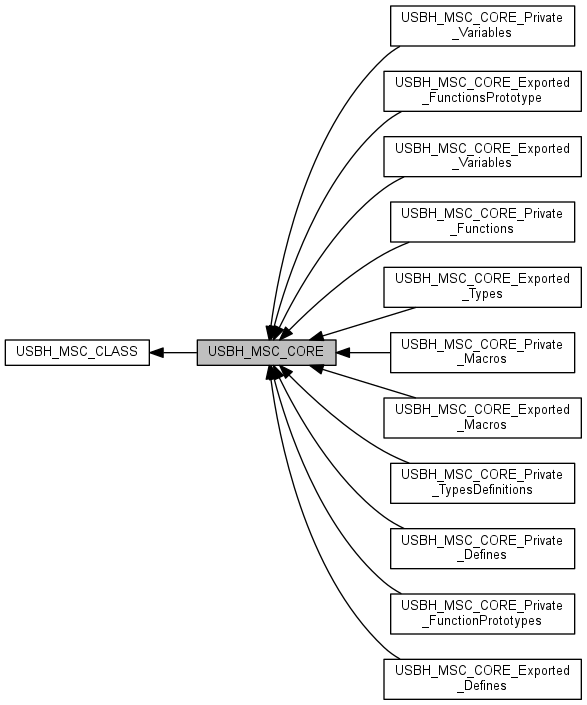 USBH_MSC_CORE_Private
_Variables
USBH_MSC_CORE_Exported
_FunctionsPrototype
USBH_MSC_CORE_Exported
_Variables
USBH_MSC_CORE_Private
_Functions
USBH_MSC_CORE_Exported
_Types
USBH_MSC_CLASS
USBH_MSC_CORE
USBH_MSC_CORE_Private
_Macros
USBH_MSC_CORE_Exported
_Macros
USBH_MSC_CORE_Private
_TypesDefinitions
USBH_MSC_CORE_Private
_Defines
USBH_MSC_CORE_Private
_FunctionPrototypes
USBH_MSC_CORE_Exported
_Defines